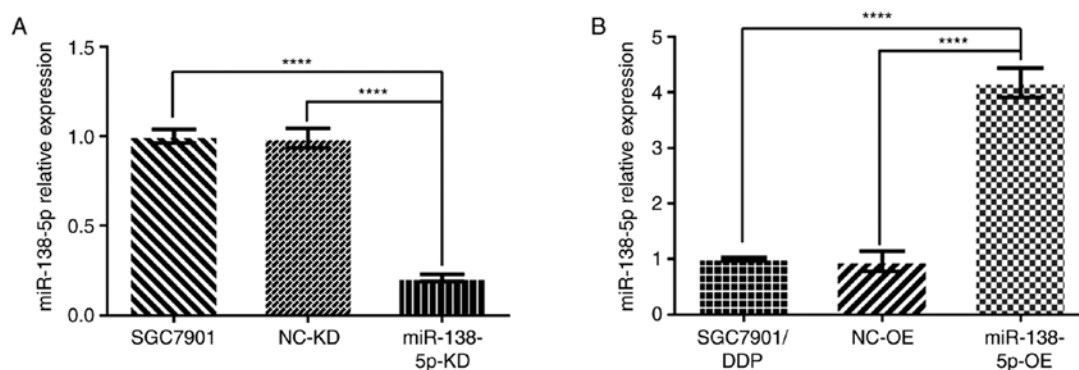 A
miR-138-5p relative expression
1.5
1.0
0.5
0.0
****
****
SGC7901
NC-KD
miR-138-
5p-KD
B
miR-138-5p relative expression
5
4
3
2
1
0
****
****
SGC7901/
DDP
NC-OE
miR-138-
5p-OE